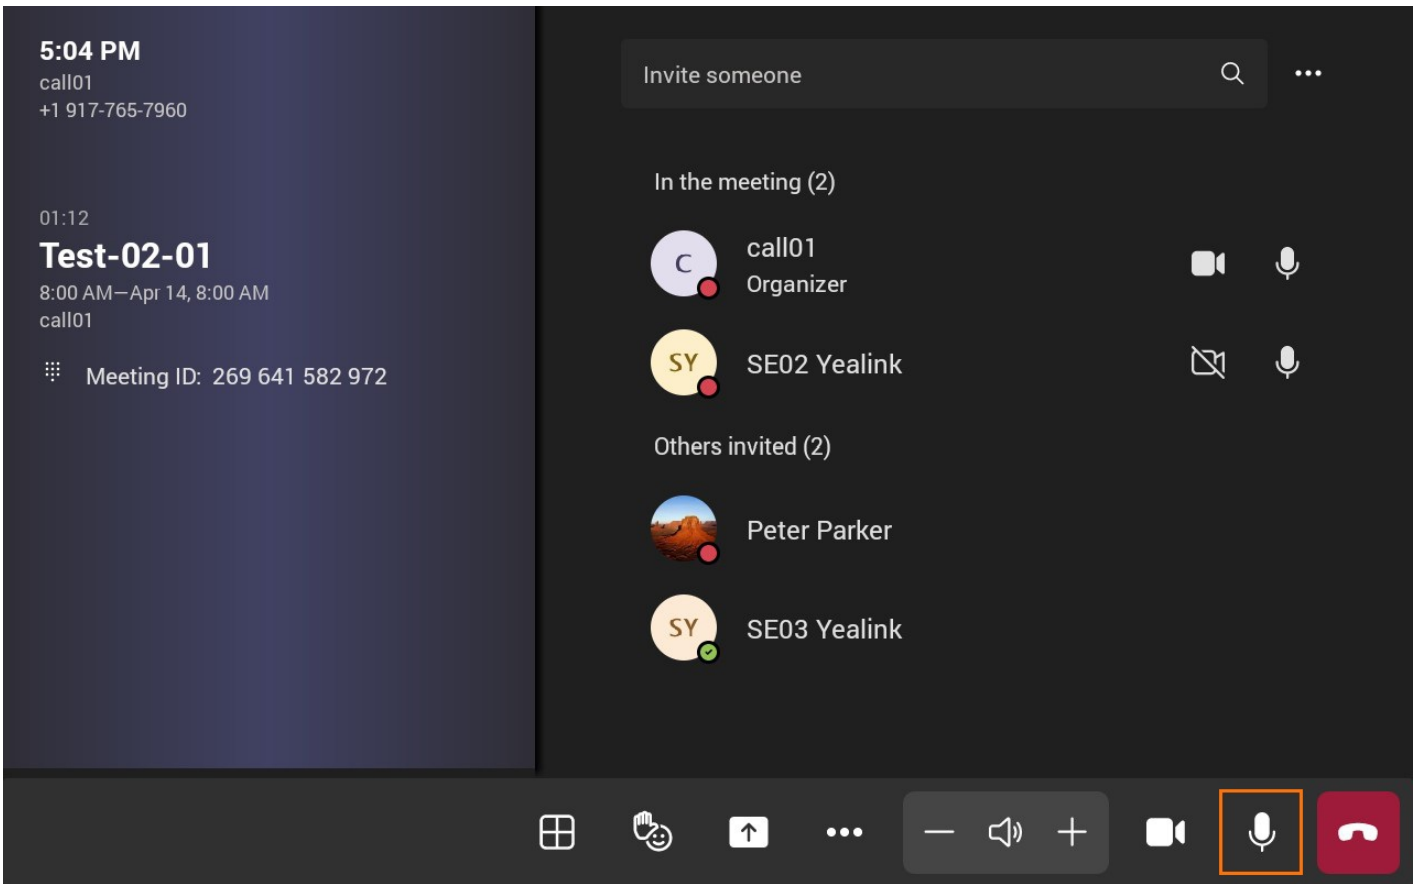 5:04 PM
call01
+1 917-765-7960
01:12
Test-02-01
8:00 AM—Apr 14, 8:00 AM
call01
Meeting ID: 269 641 582 972
Invite someone
In the meeting (2)
C
call01
Organizer
SY
SE02 Yealink
Others invited (2)
Peter Parker
SY
SE03 Yealink